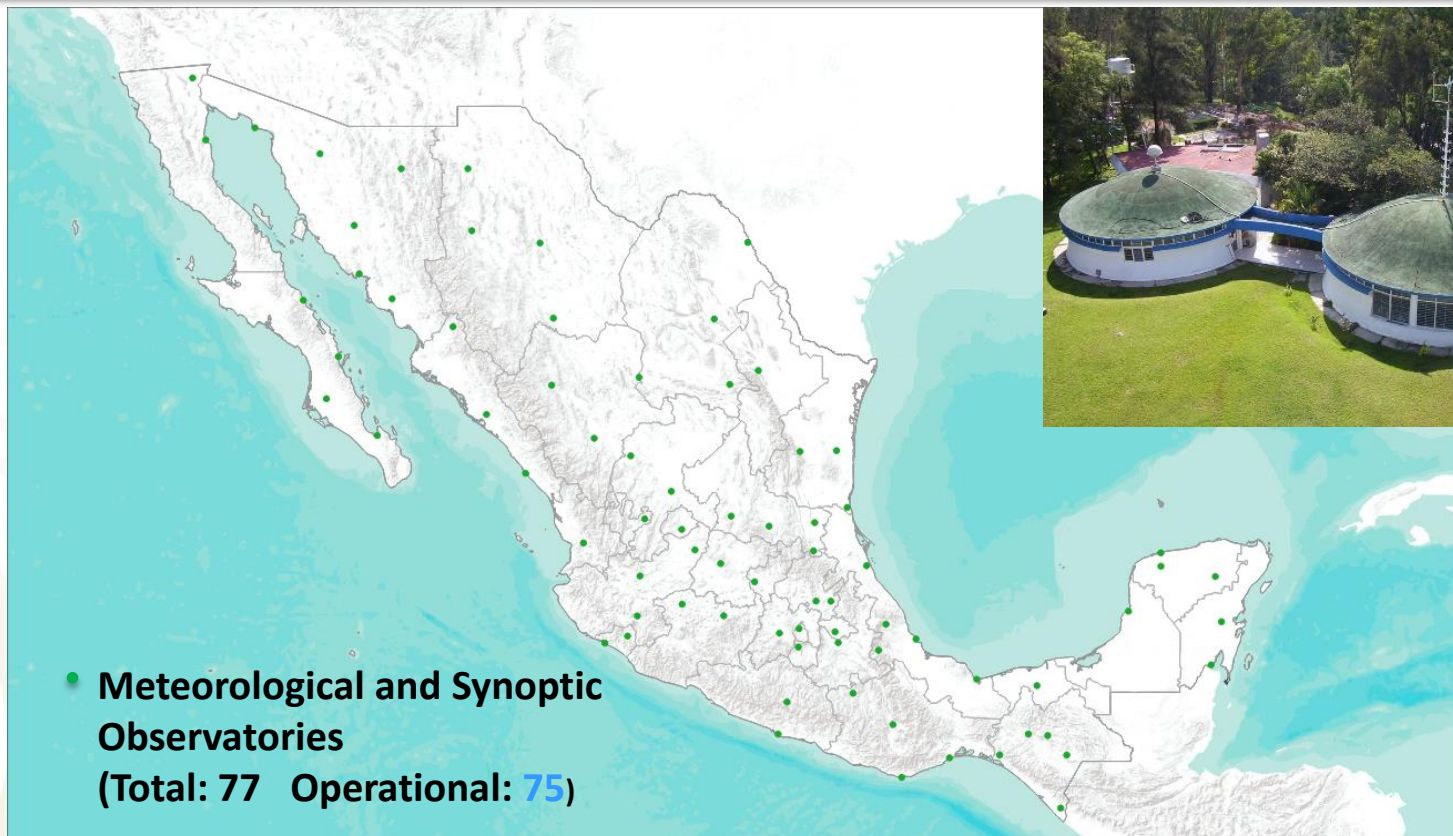 Meteorological and Synoptic
Observatories
(Total: 77 Operational: 75)